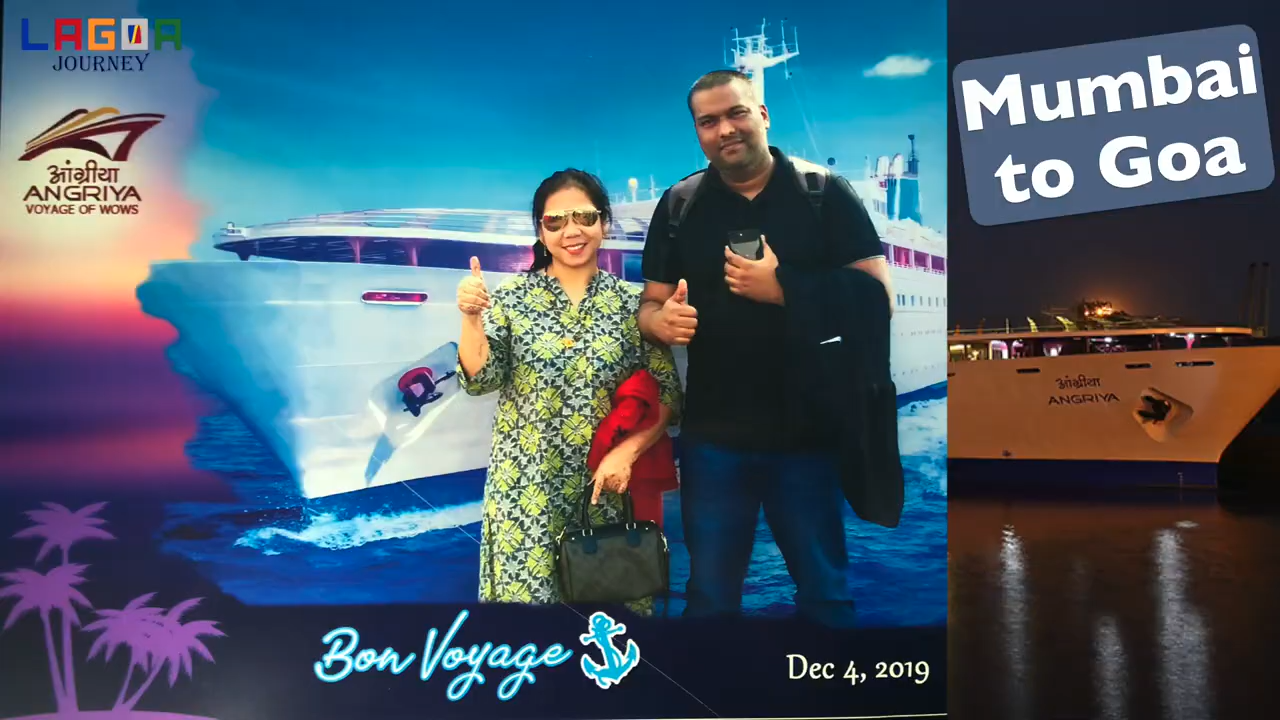 LAGOA
JOURNEY
आंग्रीया
ANGRIYA
VOYAGE OF WOWS
Mumbai
to Goa
आंग्रीया
ANGRIYA
Bon Voyage
Dec 4, 2019